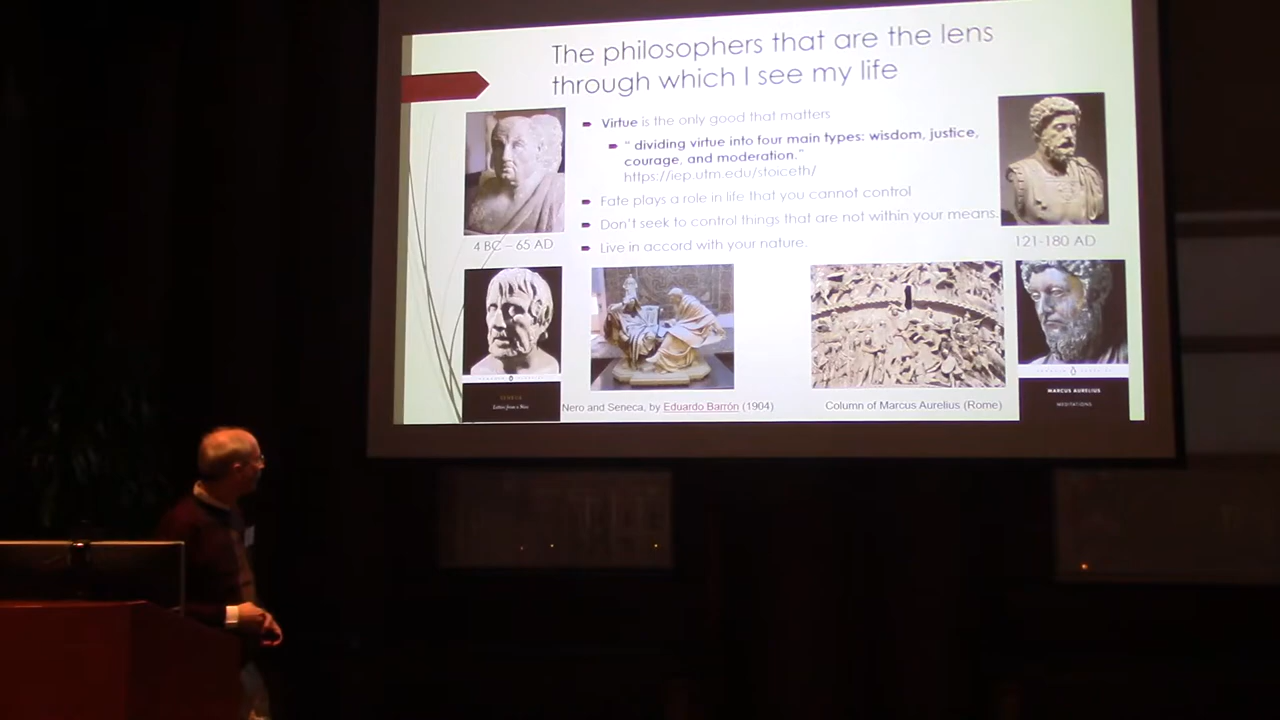 The philosophers that are the lens
through which I see my life
Virtue is the only good that matters
“ dividing virtue into four main types: wisdom, justice,
courage, and moderation.”
https://iep.utm.edu/stoiceth/
Fate plays a role in life that you cannot control
Don't seek to control things that are not within your means.
Live in accord with your nature.
4 BC – 65 AD
121-180 AD
SENECA
Letters from a Stoic
Nero and Seneca, by Eduardo Barrón (1904)
Column of Marcus Aurelius (Rome)
MARCUS AURELIUS
MEDITATIONS